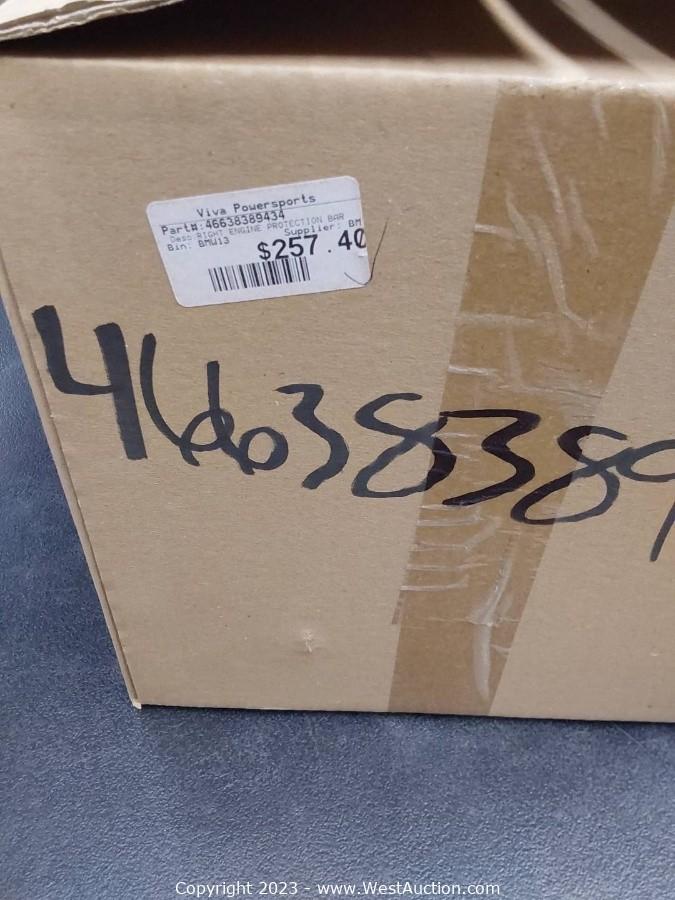 Viva Powersports
Part#:46638389434
Desc:RIGHT ENGINE PROTECTION BAR
Supplier: BM
Bin: BMW13
$257.40
46638389
Copyright 2023 - www.WestAuction.com